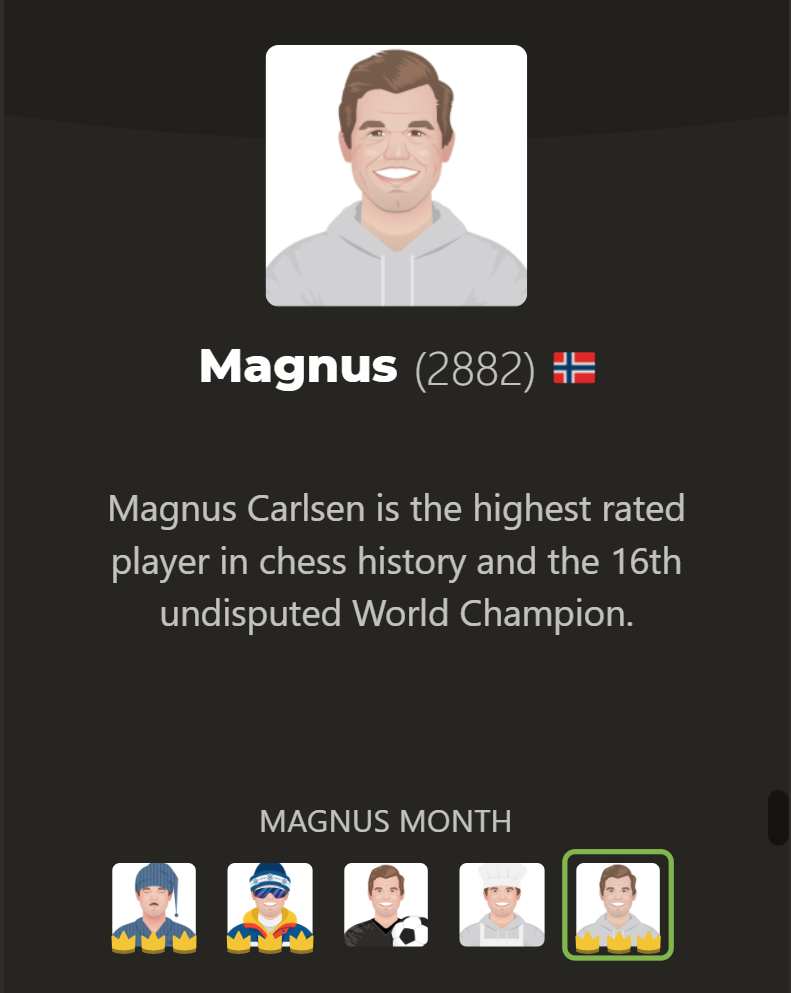 Magnus (2882)
Magnus Carlsen is the highest rated
player in chess history and the 16th
undisputed World Champion.
MAGNUS MONTH